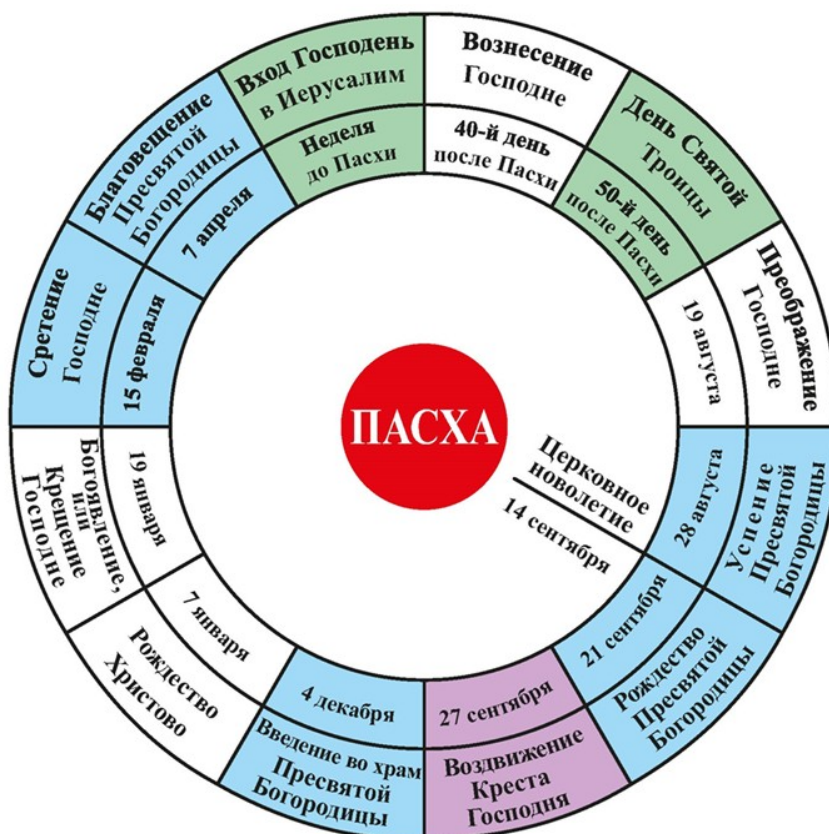 Вход Господень
в Иерусалим
Неделя
до Пасхи
Вознесение
Господне
40-й день
после Пасхи
День Святой
Троицы
50-й день
после Пасхи
Преображение
Господне
19 августа
Успение
Пресвятой
Богородицы
28 августа
Рождество
Пресвятой
Богородицы
21 сентября
27 сентября
Воздвижение
Креста
Господня
4 декабря
Введение во храм
Пресвятой
Богородицы
7 января
Рождество
Христово
19 января
Богоявление,
или
Крещение
Господне
Сретение
Господне
15 февраля
Благовещение
Пресвятой
Богородицы
7 апреля
ПАСХА
Церковное
новолетие
14 сентября